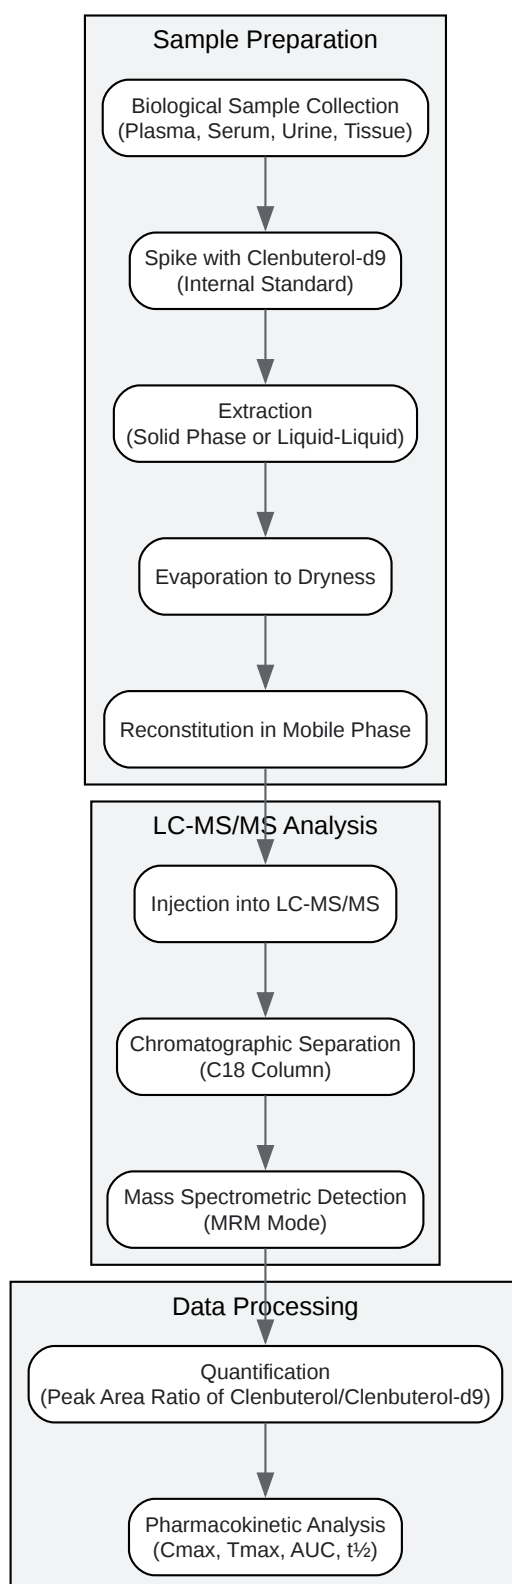 Sample Preparation
Biological Sample Collection
(Plasma, Serum, Urine, Tissue)
Spike with Clenbuterol-d9
(Internal Standard)
Extraction
(Solid Phase or Liquid-Liquid)
Evaporation to Dryness
Reconstitution in Mobile Phase
LC-MS/MS Analysis
Injection into LC-MS/MS
Chromatographic Separation
(C18 Column)
Mass Spectrometric Detection
(MRM Mode)
Data Processing
Quantification
(Peak Area Ratio of Clenbuterol/Clenbuterol-d9)
Pharmacokinetic Analysis
(Cmax, Tmax, AUC, t½)